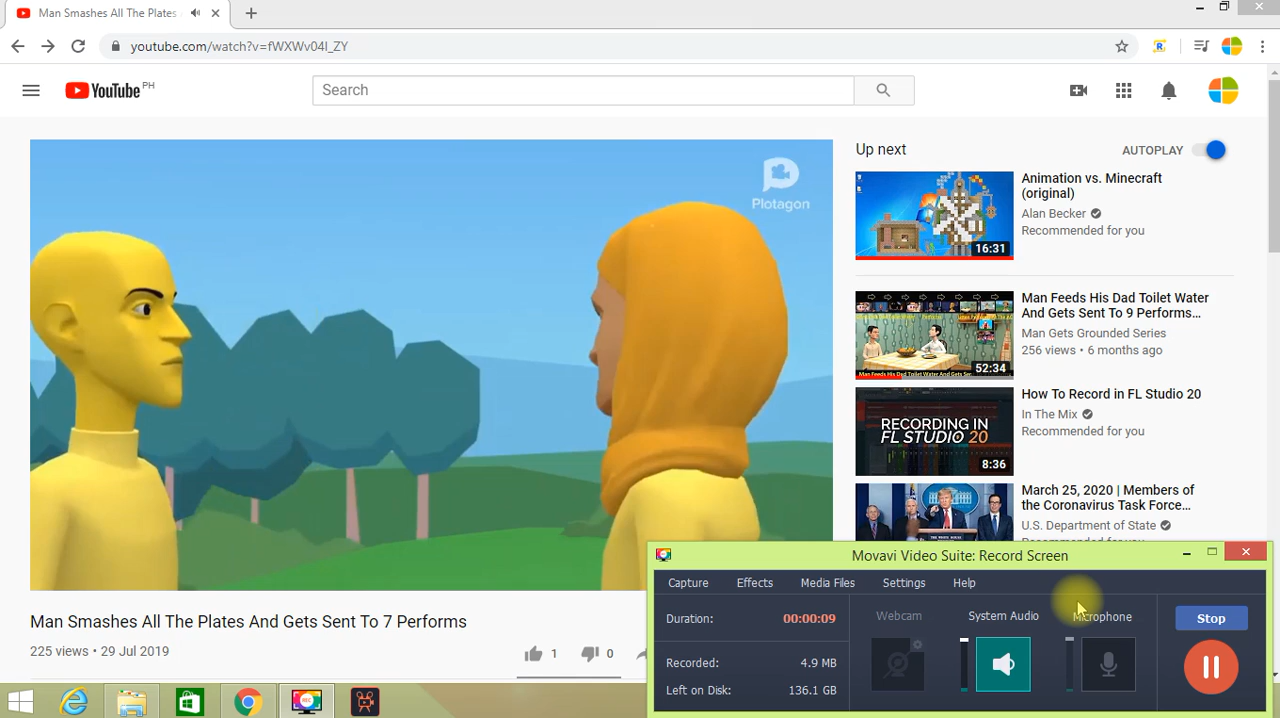 Man Smashes All The Plates
youtube.com/watch?v=fWXWv04I_ZY
R
YouTube PH
Search
Plotagon
Up next
AUTOPLAY
16:31
Animation vs. Minecraft
(original)
Alan Becker
Recommended for you
52:34
Man Feeds His Dad Toilet Water
And Gets Sent To 9 Performs...
Man Gets Grounded Series
256 views • 6 months ago
RECORDING IN
FL STUDIO 20
8:36
How To Record in FL Studio 20
In The Mix
Recommended for you
March 25, 2020 | Members of
the Coronavirus Task Force...
U.S. Department of State
Man Smashes All The Plates And Gets Sent To 7 Performs
225 views • 29 Jul 2019
1
0
Movavi Video Suite: Record Screen
Capture
Effects
Media Files
Settings
Help
Duration:
00:00:09
Recorded:
4.9 MB
Left on Disk:
136.1 GB
Webcam
System Audio
Microphone
Stop